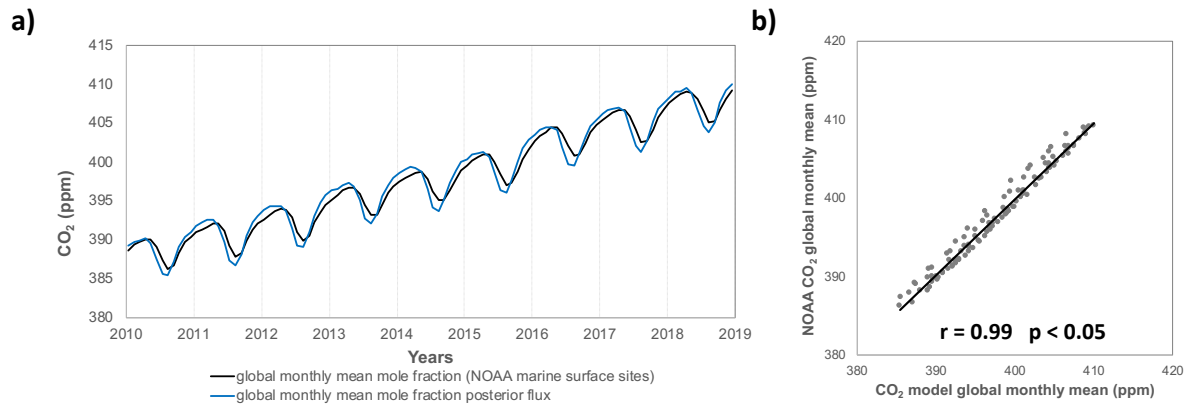 a)
415
410
405
400
395
390
385
380
CO₂ (ppm)
2010 2011 2012 2013 2014 2015 2016 2017 2018 2019
Years
global monthly mean mole fraction (NOAA marine surface sites)
global monthly mean mole fraction posterior flux
b)
420
410
400
390
380
NOAA CO₂ global monthly mean (ppm)
r = 0.99 p < 0.05
380 390 400 410 420
CO₂ model global monthly mean (ppm)